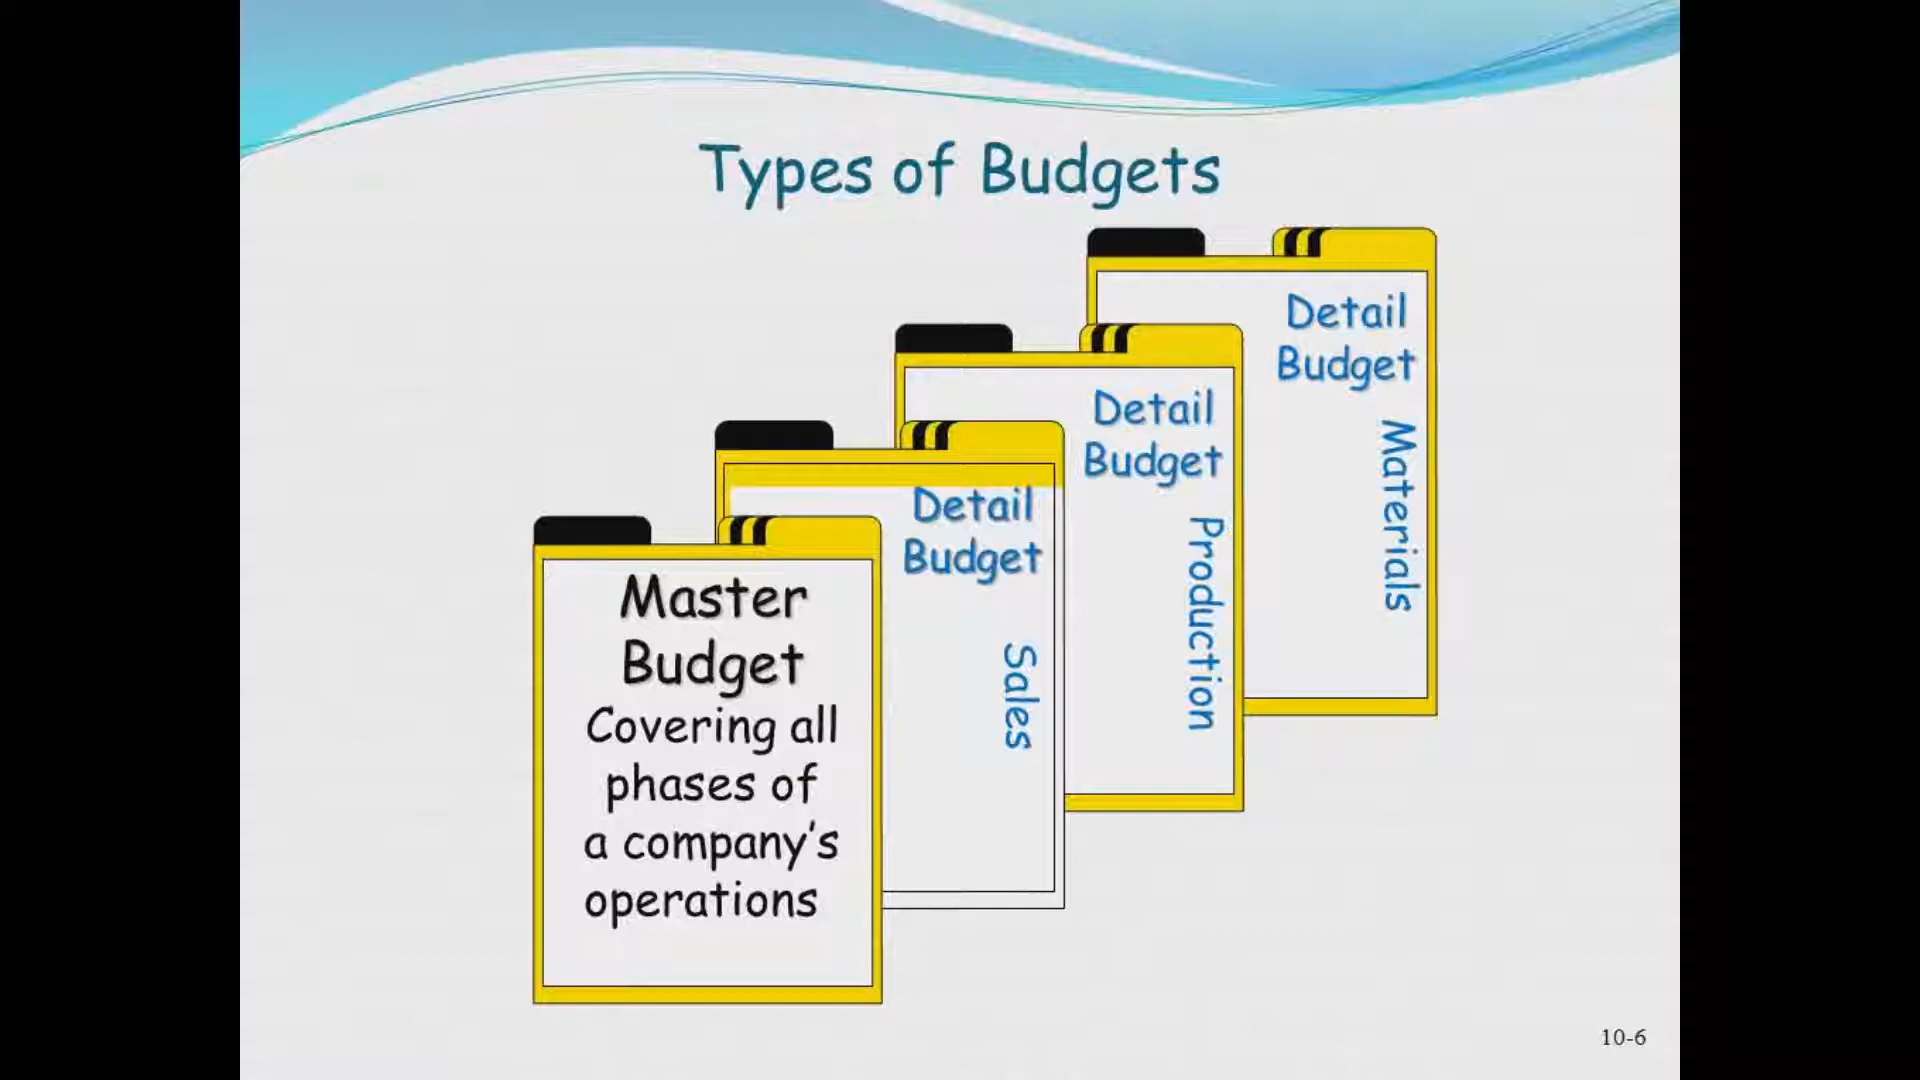 Types of Budgets
Detail
Budget
Materials
Detail
Budget
Production
Detail
Budget
Sales
Master
Budget
Covering all
phases of
a company's
operations
10-6